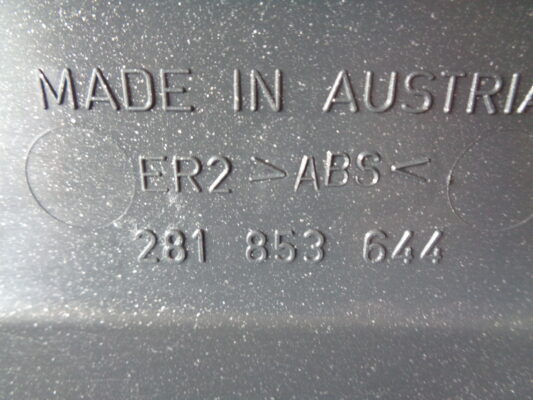 MADE IN AUSTRIA
ER2 >ABS<
281 853 644